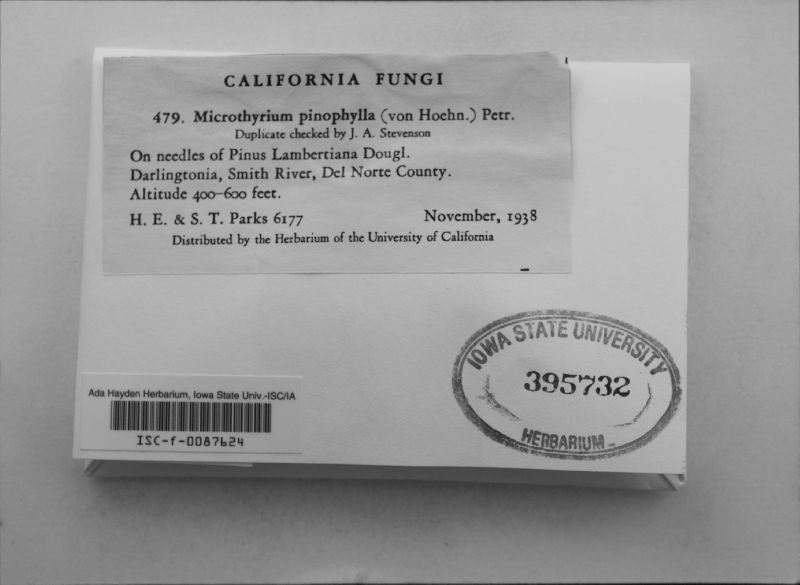 CALIFORNIA FUNGI
479. Microthyrium pinophylla (von Hoehn.) Petr.
Duplicate checked by J. A. Stevenson
On needles of Pinus Lambertiana Dougl.
Darlingtonia, Smith River, Del Norte County.
Altitude 400–600 feet.
H. E. & S. T. Parks 6177 November, 1938
Distributed by the Herbarium of the University of California
IOWA STATE UNIVERSITY
395732
HERBARIUM
Ada Hayden Herbarium, Iowa State Univ.-ISC/IA
ISC-f-0087624